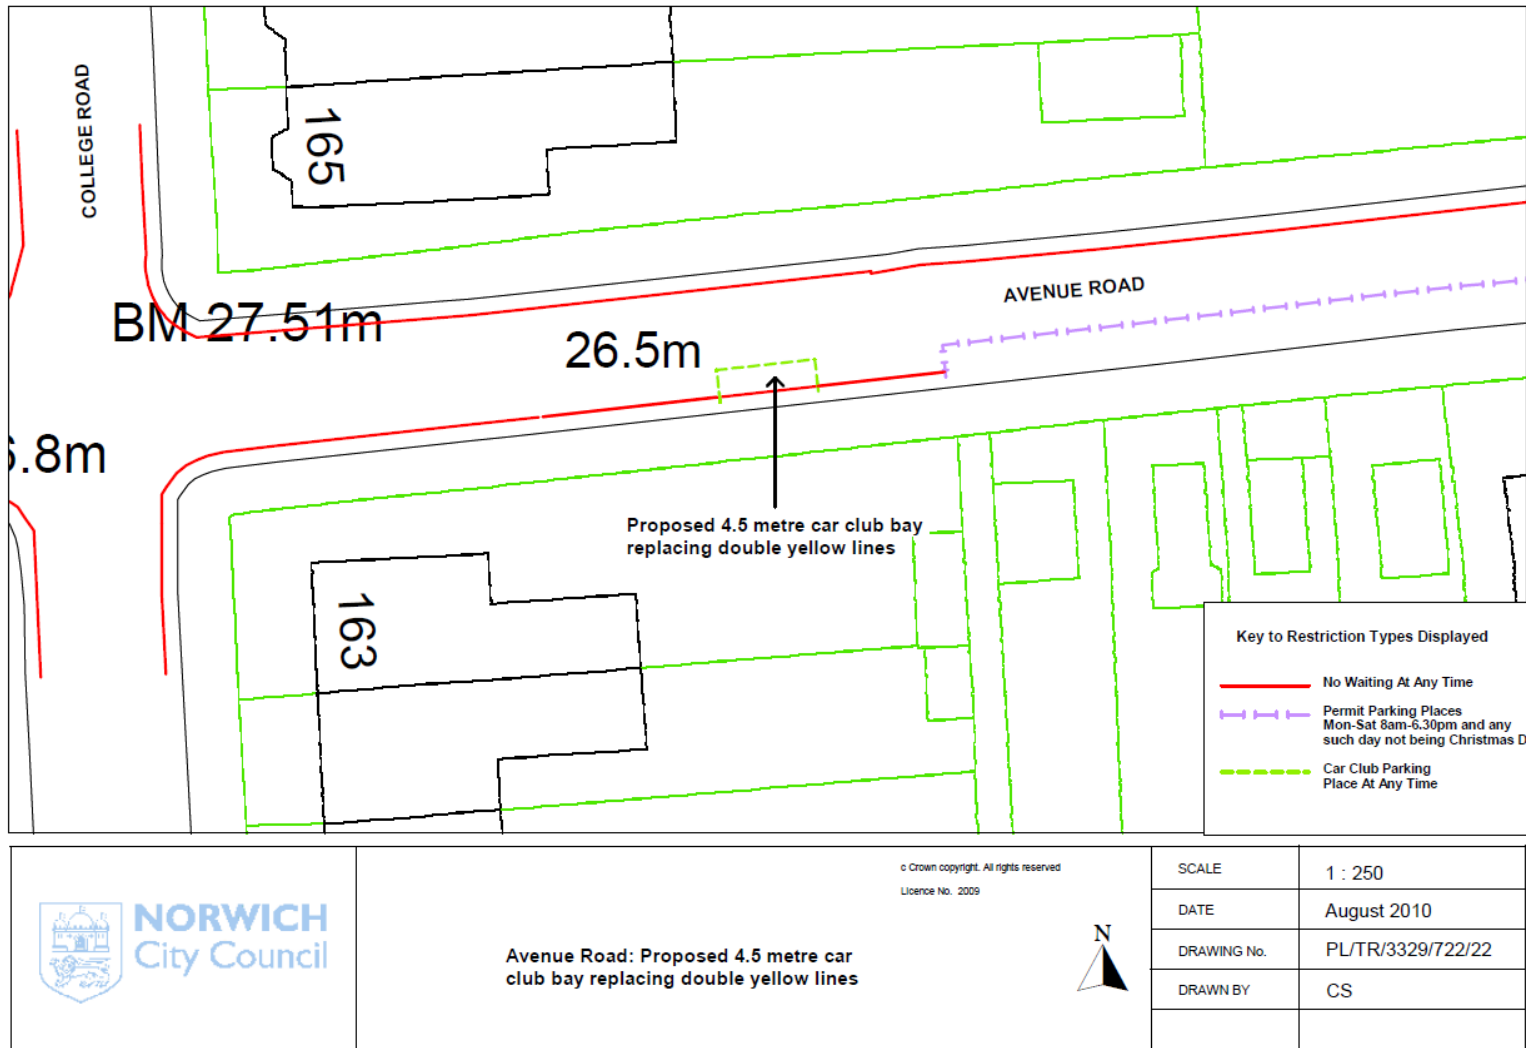 COLLEGE ROAD
165
AVENUE ROAD
BM 27.51m
26.5m
6.8m
Proposed 4.5 metre car club bay
replacing double yellow lines
163
Key to Restriction Types Displayed
No Waiting At Any Time
Permit Parking Places
Mon-Sat 8am-6.30pm and any
such day not being Christmas D
Car Club Parking
Place At Any Time
NORWICH
City Council
c Crown copyright. All rights reserved
Licence No. 2009
Avenue Road: Proposed 4.5 metre car
club bay replacing double yellow lines
N
SCALE 1 : 250
DATE August 2010
DRAWING No. PL/TR/3329/722/22
DRAWN BY CS